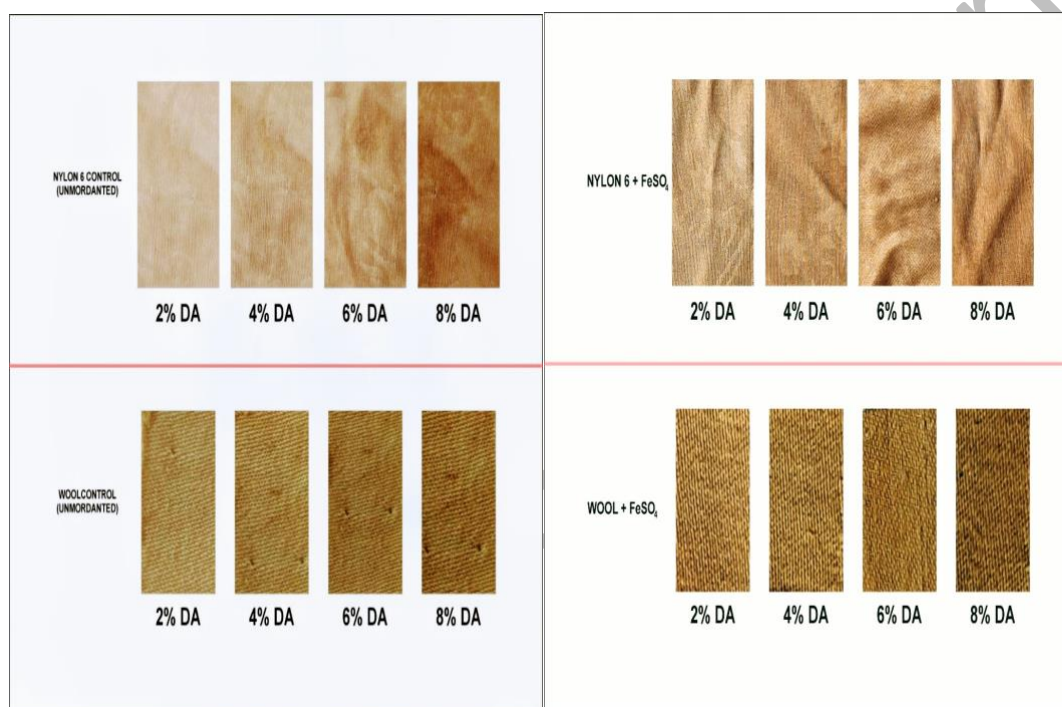 NYLON 6 CONTROL
(UNMORDANTED)
2% DA 4% DA 6% DA 8% DA
NYLON 6 + FeSO₄
2% DA 4% DA 6% DA 8% DA
WOOLCONTROL
(UNMORDANTED)
2% DA 4% DA 6% DA 8% DA
WOOL + FeSO₄
2% DA 4% DA 6% DA 8% DA